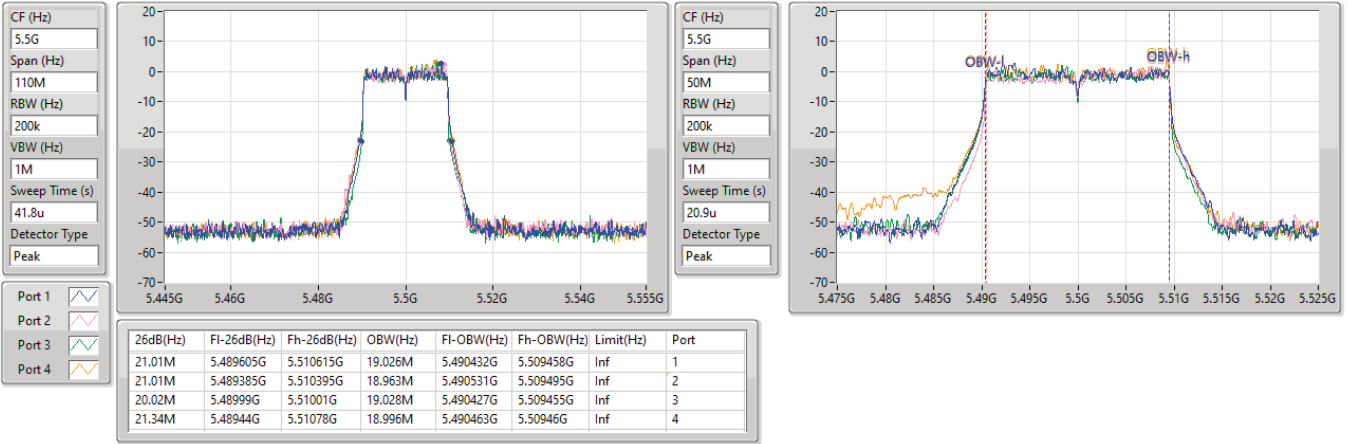 CF (Hz)
5.5G
Span (Hz)
110M
RBW (Hz)
200k
VBW (Hz)
1M
Sweep Time (s)
41.8u
Detector Type
Peak
20
10
0
-10
-20
-30
-40
-50
-60
-70
5.445G 5.46G 5.48G 5.5G 5.52G 5.54G 5.555G
CF (Hz)
5.5G
Span (Hz)
50M
RBW (Hz)
200k
VBW (Hz)
1M
Sweep Time (s)
20.9u
Detector Type
Peak
20
10
0
-10
-20
-30
-40
-50
-60
-70
OBW-l OBW-h
5.475G 5.48G 5.485G 5.49G 5.495G 5.5G 5.505G 5.51G 5.515G 5.52G 5.525G
Port 1
Port 2
Port 3
Port 4
26dB(Hz) Fl-26dB(Hz) Fh-26dB(Hz) OBW(Hz) Fl-OBW(Hz) Fh-OBW(Hz) Limit(Hz) Port
21.01M 5.489605G 5.510615G 19.026M 5.490432G 5.509458G Inf 1
21.01M 5.489385G 5.510395G 18.963M 5.490531G 5.509495G Inf 2
20.02M 5.48999G 5.51001G 19.028M 5.490427G 5.509455G Inf 3
21.34M 5.48944G 5.51078G 18.996M 5.490463G 5.50946G Inf 4